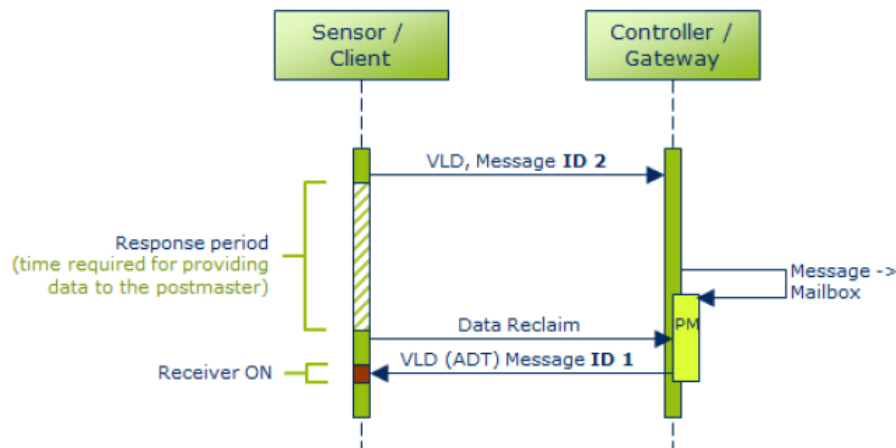 Sensor /
Client
Controller /
Gateway
VLD, Message ID 2
Response period
(time required for providing
data to the postmaster)
Message ->
Mailbox
Data Reclaim
PM
VLD (ADT) Message ID 1
Receiver ON